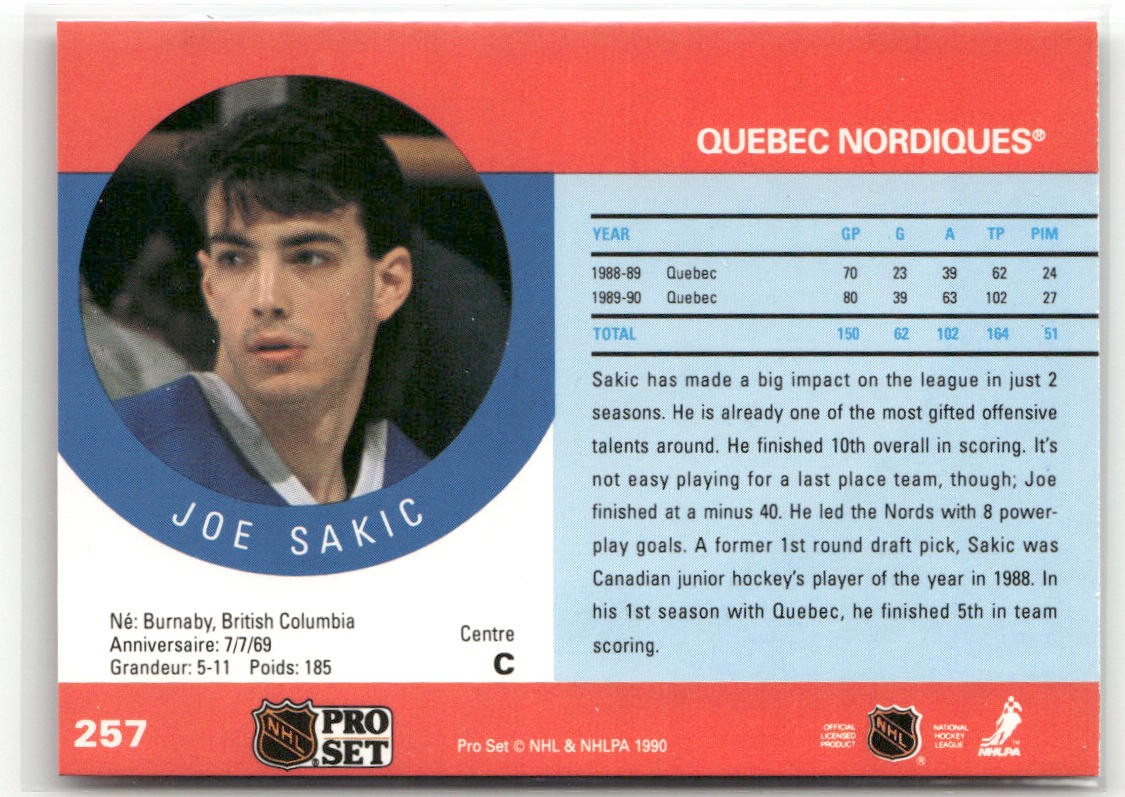 QUEBEC NORDIQUES®
YEAR GP G A TP PIM
1988-89 Quebec 70 23 39 62 24
1989-90 Quebec 80 39 63 102 27
TOTAL 150 62 102 164 51
Sakic has made a big impact on the league in just 2
seasons. He is already one of the most gifted offensive
talents around. He finished 10th overall in scoring. It's
not easy playing for a last place team, though; Joe
finished at a minus 40. He led the Nords with 8 power-
play goals. A former 1st round draft pick, Sakic was
Canadian junior hockey's player of the year in 1988. In
his 1st season with Quebec, he finished 5th in team
scoring.
JOE SAKIC
Né: Burnaby, British Columbia
Anniversaire: 7/7/69
Grandeur: 5-11 Poids: 185
Centre
C
257
NHL
PRO
SET®
Pro Set © NHL & NHLPA 1990
OFFICIAL
LICENSED
PRODUCT
NHL®
NATIONAL
HOCKEY
LEAGUE
NHLPA™